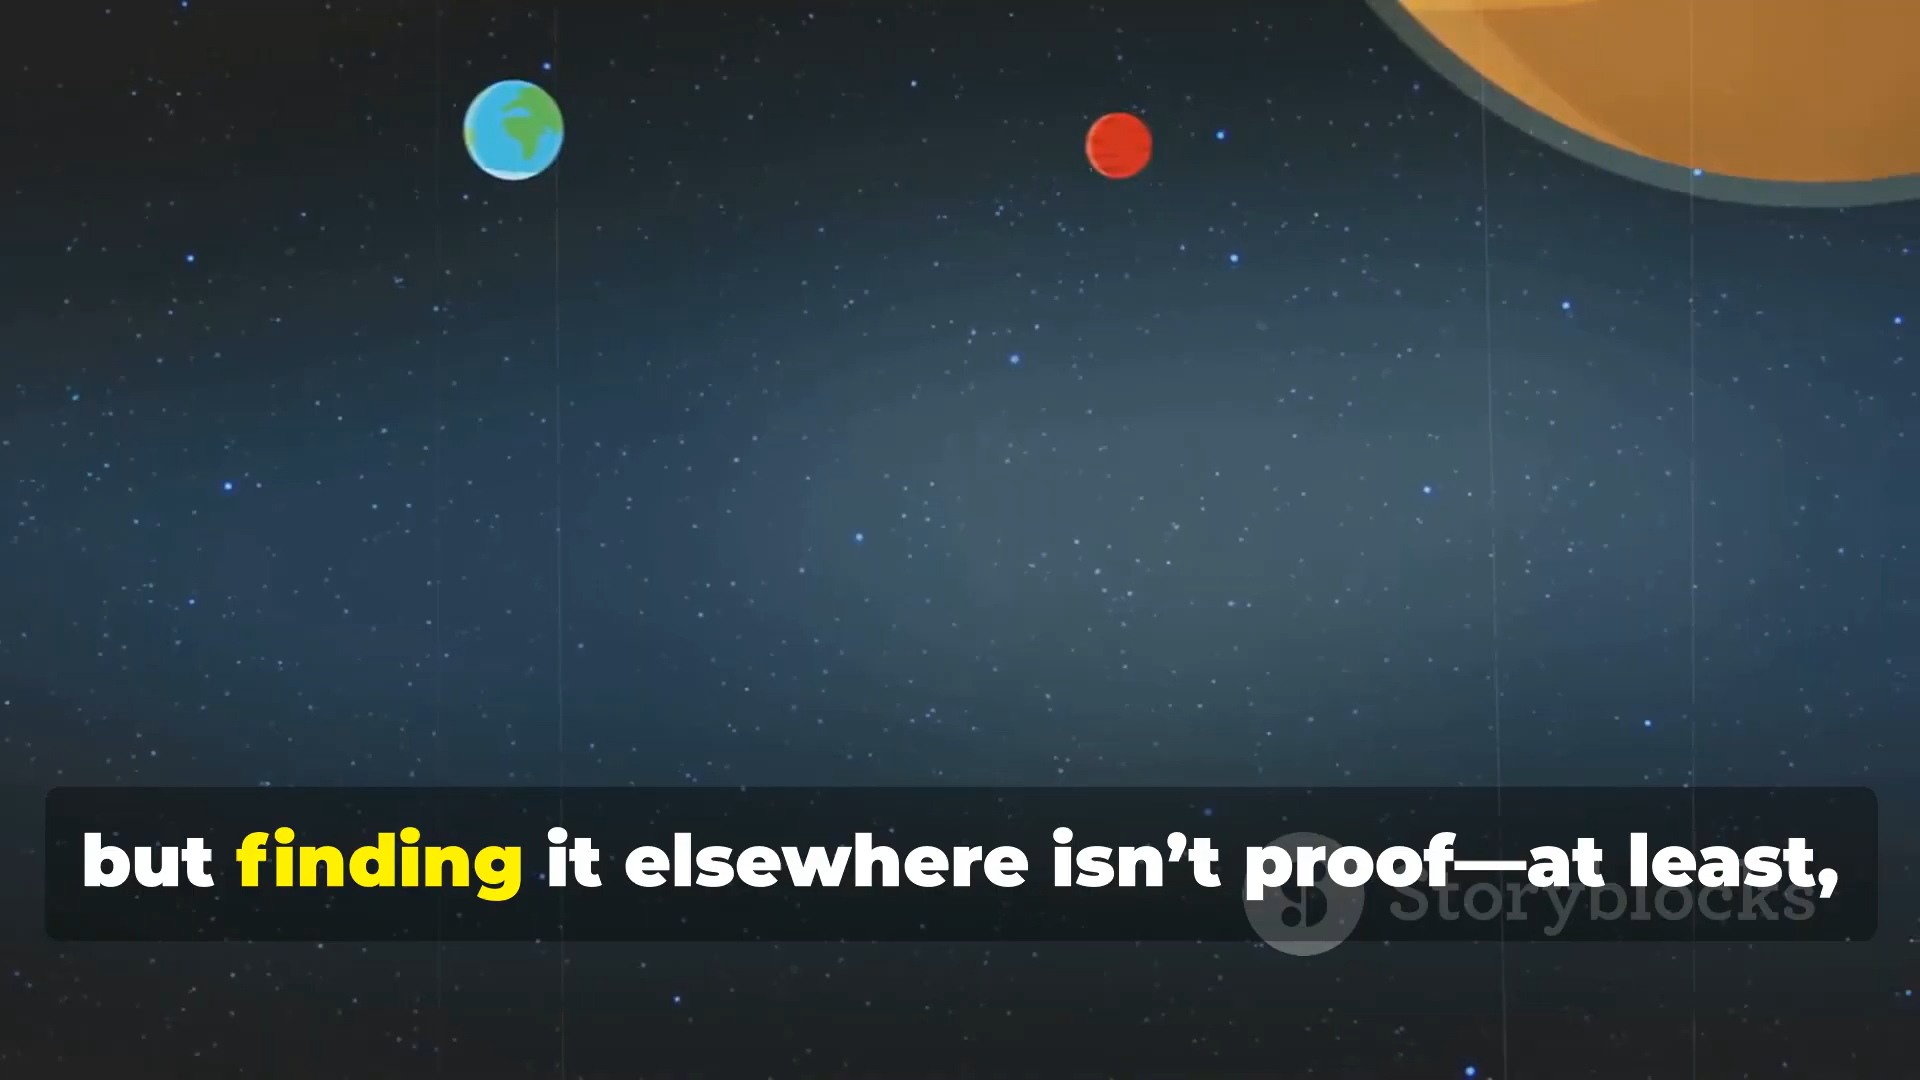 but finding it elsewhere isn’t proof—at least,
Storyblocks